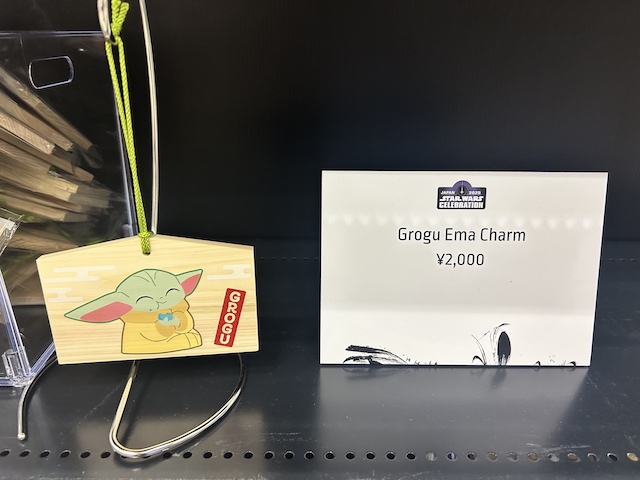 GROGU
JAPAN 2025
STAR WARS
CELEBRATION
Grogu Ema Charm
¥2,000